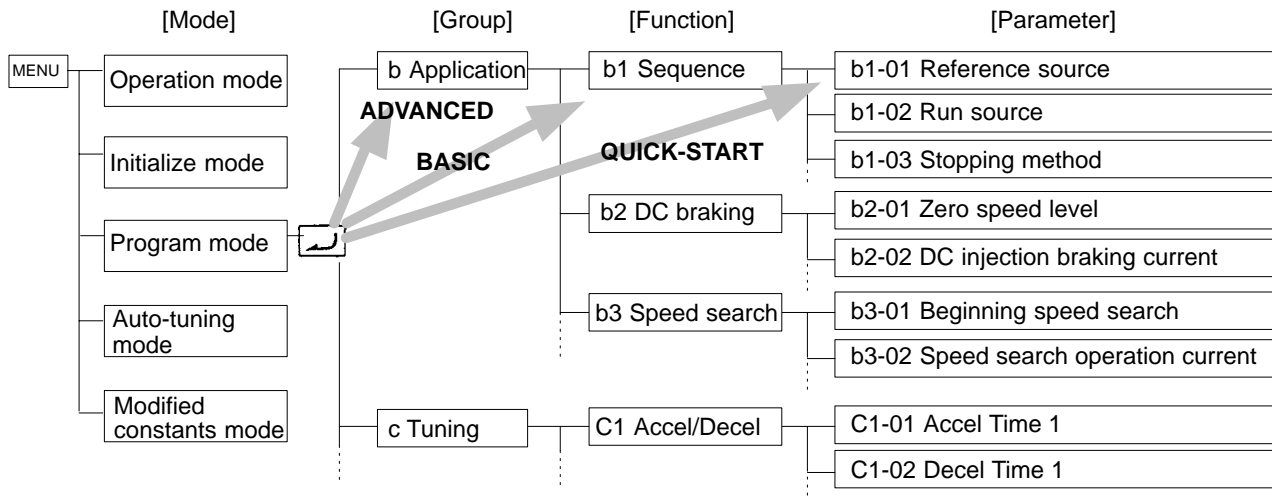 [Mode] [Group] [Function] [Parameter]
MENU
Operation mode
b Application
b1 Sequence
b1-01 Reference source
ADVANCED
b1-02 Run source
Initialize mode
BASIC
QUICK-START
b1-03 Stopping method
Program mode
b2 DC braking
b2-01 Zero speed level
b2-02 DC injection braking current
Auto-tuning
mode
b3 Speed search
b3-01 Beginning speed search
b3-02 Speed search operation current
Modified
constants mode
c Tuning
C1 Accel/Decel
C1-01 Accel Time 1
C1-02 Decel Time 1